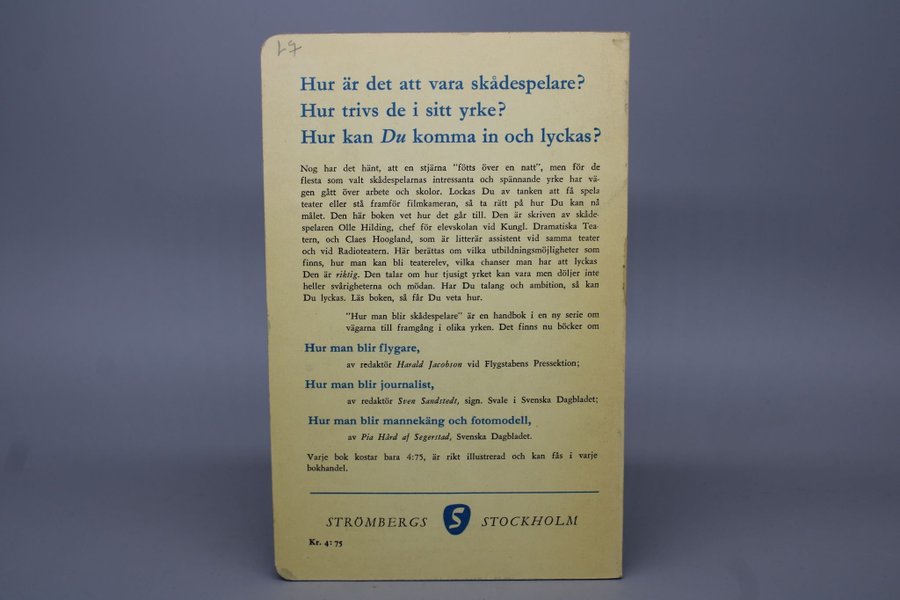 L7
Hur är det att vara skådespelare?
Hur trivs de i sitt yrke?
Hur kan Du komma in och lyckas?
Nog har det hänt, att en stjärna "fötts över en natt", men för de
flesta som valt skådespelarnas intressanta och spännande yrke har vä-
gen gått över arbete och skolor. Lockas Du av tanken att få spela
teater eller stå framför filmkameran, så ta rätt på hur Du kan nå
målet. Den här boken vet hur det går till. Den är skriven av skåde-
spelaren Olle Hilding, chef för elevskolan vid Kungl. Dramatiska Tea-
tern, och Claes Hoogland, som är litterär assistent vid samma teater
och vid Radioteatern. Här berättas om vilka utbildningsmöjligheter som
finns, hur man kan bli teaterelev, vilka chanser man har att lyckas
Den är riktig. Den talar om hur tjusigt yrket kan vara men döljer inte
heller svårigheterna och mödan. Har Du talang och ambition, så kan
Du lyckas. Läs boken, så får Du veta hur.
"Hur man blir skådespelare" är en handbok i en ny serie om
vägarna till framgång i olika yrken. Det finns nu böcker om
Hur man blir flygare,
av redaktör Harald Jacobson vid Flygstabens Pressektion;
Hur man blir journalist,
av redaktör Sven Sandstedt, sign. Svale i Svenska Dagbladet;
Hur man blir mannekäng och fotomodell,
av Pia Hård af Segerstad, Svenska Dagbladet.
Varje bok kostar bara 4:75, är rikt illustrerad och kan fås i varje
bokhandel.
STRÖMBERGS S STOCKHOLM
Kr. 4:75